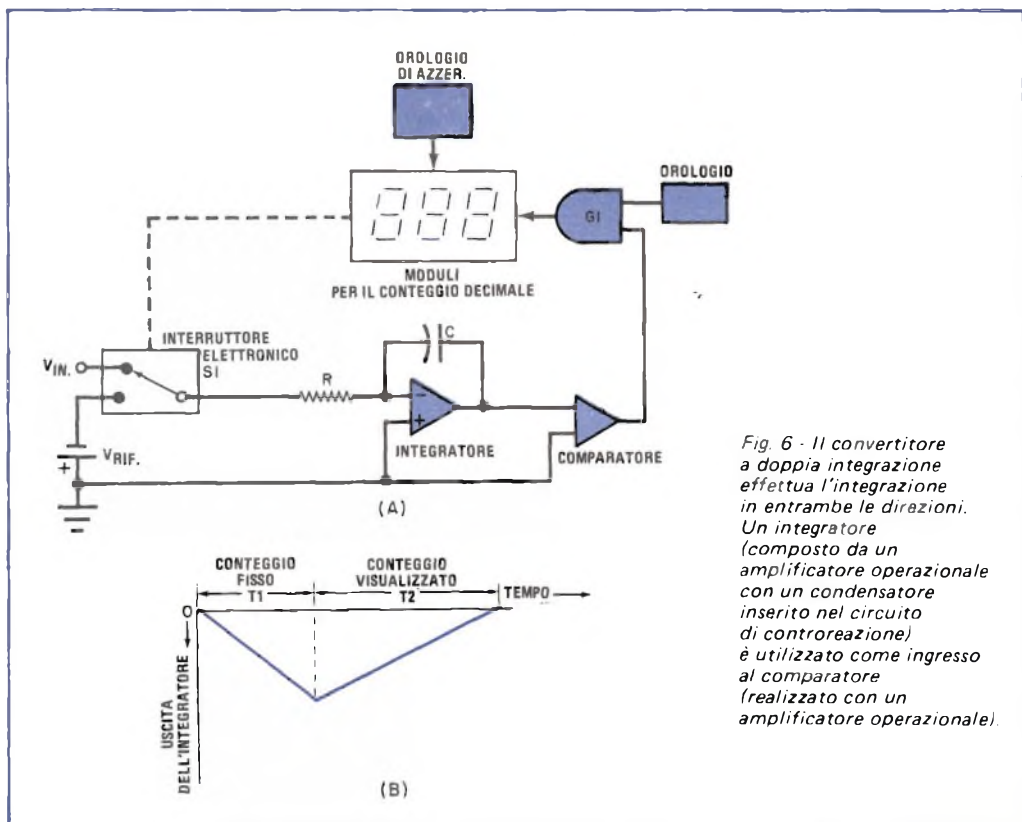 OROLOGIO
DI AZZER.
OROLOGIO
GI
MODULI
PER IL CONTEGGIO DECIMALE
INTERRUTTORE
ELETTRONICO
SI
VIN.
R
C
-
+
INTEGRATORE
COMPARATORE
VRIF.
+
(A)
CONTEGGIO
FISSO
T1
CONTEGGIO
VISUALIZZATO
T2
TEMPO
0
USCITA
DELL'INTEGRATORE
(B)
Fig. 6 - Il convertitore
a doppia integrazione
effettua l'integrazione
in entrambe le direzioni.
Un integratore
(composto da un
amplificatore operazionale
con un condensatore
inserito nel circuito
di controreazione)
è utilizzato come ingresso
al comparatore
(realizzato con un
amplificatore operazionale).